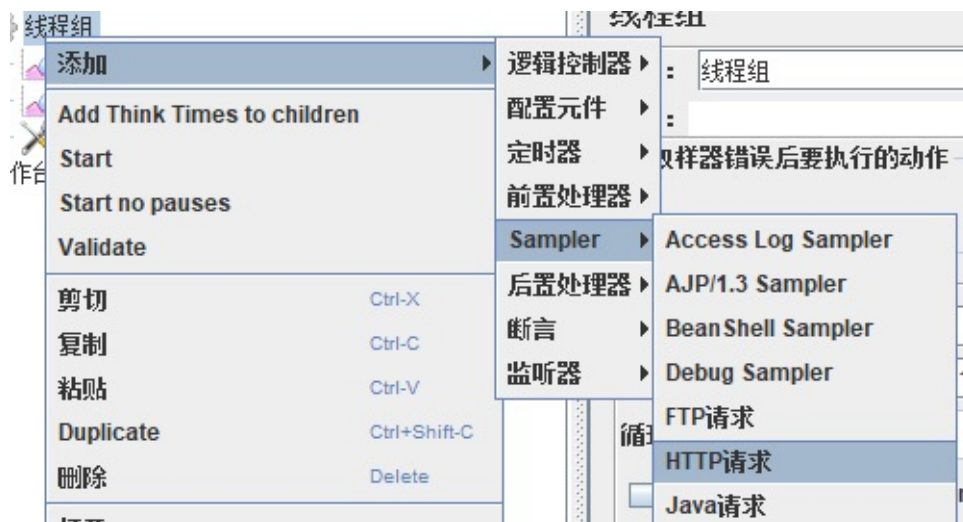 线程组
线程组
添加
逻辑控制器
:
线程组
Add Think Times to children
配置元件
:
Start
定时器
样器错误后要执行的动作
作台
Start no pauses
前置处理器
Validate
Sampler
Access Log Sampler
剪切 Ctrl-X
后置处理器
AJP/1.3 Sampler
复制 Ctrl-C
断言
BeanShell Sampler
粘贴 Ctrl-V
监听器
Debug Sampler
Duplicate Ctrl+Shift-C
FTP请求
删除 Delete
HTTP请求
Java请求